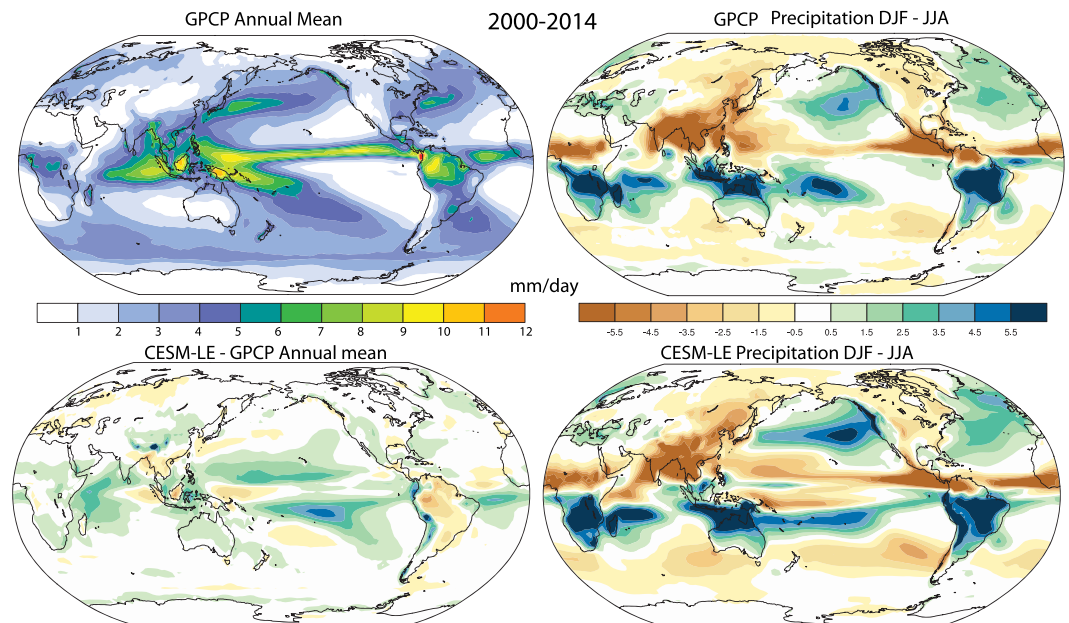 GPCP Annual Mean
2000-2014
GPCP Precipitation DJF - JJA
mm/day
1 2 3 4 5 6 7 8 9 10 11 12
-5.5 -4.5 -3.5 -2.5 -1.5 -0.5 0.5 1.5 2.5 3.5 4.5 5.5
CESM-LE - GPCP Annual mean
CESM-LE Precipitation DJF - JJA